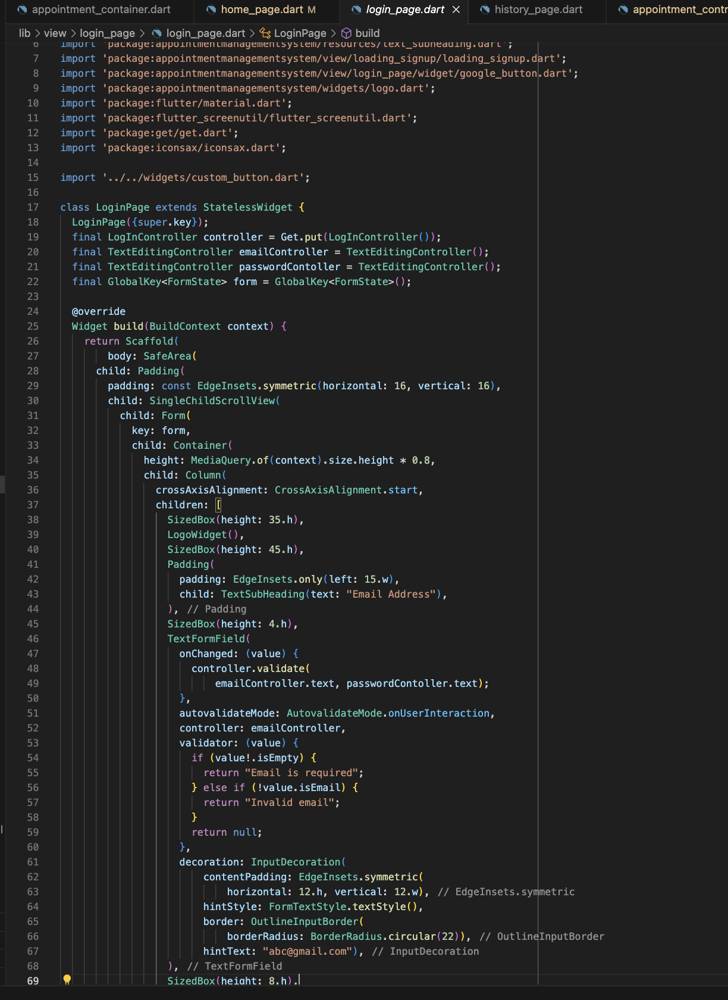 appointment_container.dart home_page.dart M login_page.dart × history_page.dart appointment_contr
lib > view > login_page > login_page.dart > LoginPage > build
6 import 'package:appointmentmanagementsystem/resources/text_subheading.dart';
7 import 'package:appointmentmanagementsystem/view/loading_signup/loading_signup.dart';
8 import 'package:appointmentmanagementsystem/view/login_page/widget/google_button.dart';
9 import 'package:appointmentmanagementsystem/widgets/logo.dart';
10 import 'package:flutter/material.dart';
11 import 'package:flutter_screenutil/flutter_screenutil.dart';
12 import 'package:get/get.dart';
13 import 'package:iconsax/iconsax.dart';
14
15 import '../../widgets/custom_button.dart';
16
17 class LoginPage extends StatelessWidget {
18 LoginPage({super.key});
19 final LogInController controller = Get.put(LogInController());
20 final TextEditingController emailController = TextEditingController();
21 final TextEditingController passwordContoller = TextEditingController();
22 final GlobalKey<FormState> form = GlobalKey<FormState>();
23
24 @override
25 Widget build(BuildContext context) {
26 return Scaffold(
27 body: SafeArea(
28 child: Padding(
29 padding: const EdgeInsets.symmetric(horizontal: 16, vertical: 16),
30 child: SingleChildScrollView(
31 child: Form(
32 key: form,
33 child: Container(
34 height: MediaQuery.of(context).size.height * 0.8,
35 child: Column(
36 crossAxisAlignment: CrossAxisAlignment.start,
37 children: [
38 SizedBox(height: 35.h),
39 LogoWidget(),
40 SizedBox(height: 45.h),
41 Padding(
42 padding: EdgeInsets.only(left: 15.w),
43 child: TextSubHeading(text: "Email Address"),
44 ), // Padding
45 SizedBox(height: 4.h),
46 TextFormField(
47 onChanged: (value) {
48 controller.validate(
49 emailController.text, passwordContoller.text);
50 },
51 autovalidateMode: AutovalidateMode.onUserInteraction,
52 controller: emailController,
53 validator: (value) {
54 if (value!.isEmpty) {
55 return "Email is required";
56 } else if (!value.isEmail) {
57 return "Invalid email";
58 }
59 return null;
60 },
61 decoration: InputDecoration(
62 contentPadding: EdgeInsets.symmetric(
63 horizontal: 12.h, vertical: 12.w), // EdgeInsets.symmetric
64 hintStyle: FormTextStyle.textStyle(),
65 border: OutlineInputBorder(
66 borderRadius: BorderRadius.circular(22)), // OutlineInputBorder
67 hintText: "abc@gmail.com"), // InputDecoration
68 ), // TextFormField
69 SizedBox(height: 8.h),